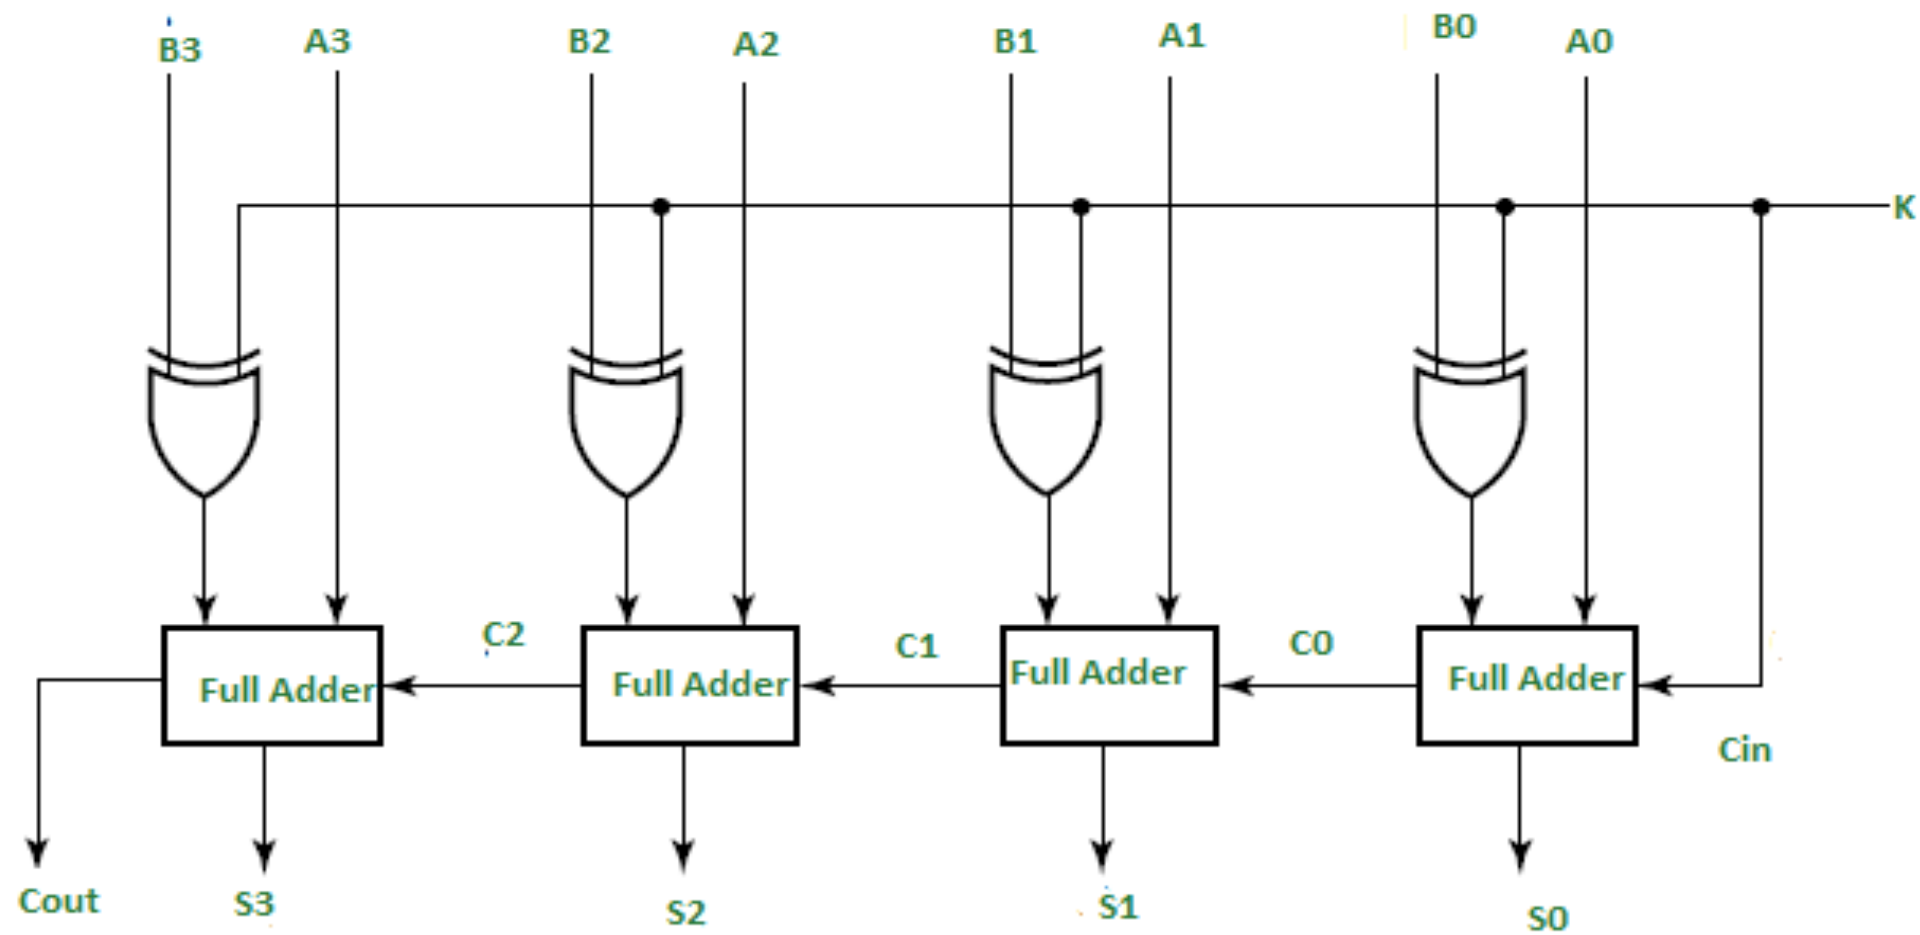 B3 A3 B2 A2 B1 A1 B0 A0
K
C2 C1 C0
Full Adder Full Adder Full Adder Full Adder
Cin
Cout S3 S2 S1 S0